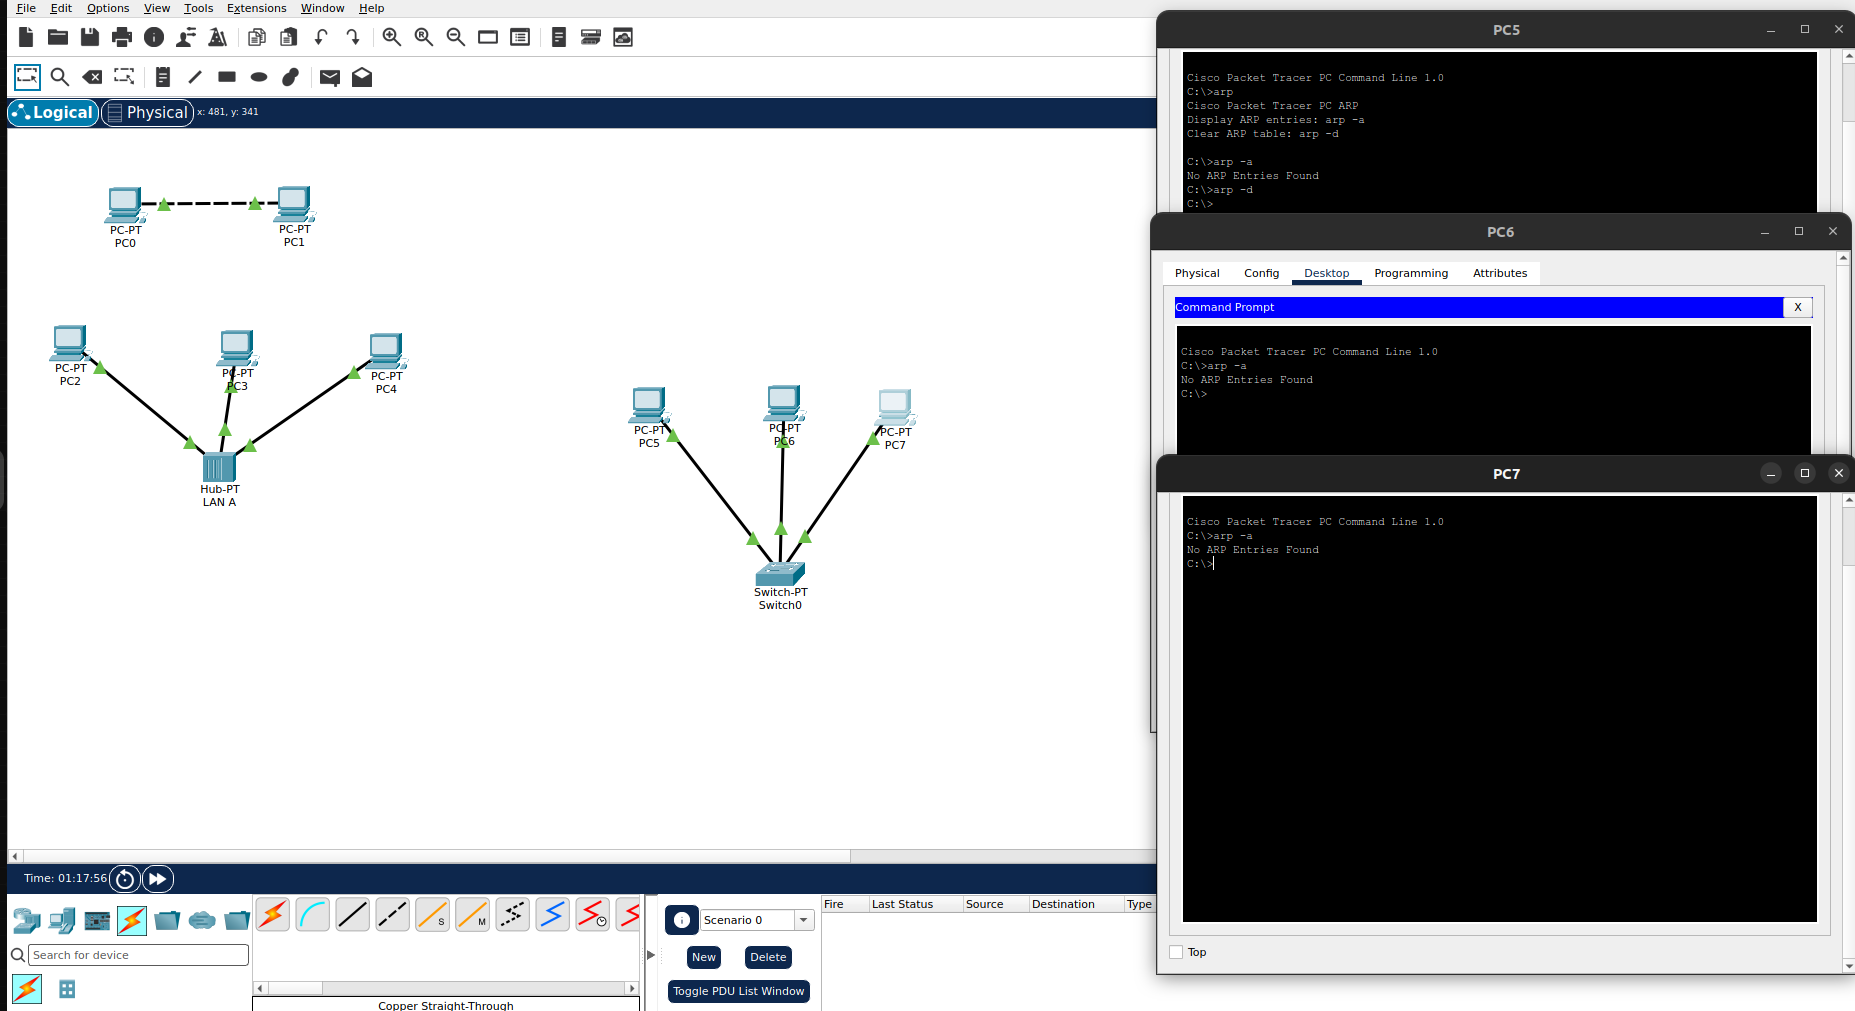 File Edit Options View Tools Extensions Window Help
Logical Physical x: 481, y: 341
PC-PT
PC0
PC-PT
PC1
PC-PT
PC2
PC-PT
PC3
PC-PT
PC4
Hub-PT
LAN A
PC-PT
PC5
PC-PT
PC6
PC-PT
PC7
Switch-PT
Switch0
Time: 01:17:56
Search for device
S
M
Copper Straight-Through
Scenario 0
New Delete
Toggle PDU List Window
Fire Last Status Source Destination Type
PC5
Cisco Packet Tracer PC Command Line 1.0
C:\>arp
Cisco Packet Tracer PC ARP
Display ARP entries: arp -a
Clear ARP table: arp -d
C:\>arp -a
No ARP Entries Found
C:\>arp -d
C:\>
PC6
Physical Config Desktop Programming Attributes
Command Prompt X
Cisco Packet Tracer PC Command Line 1.0
C:\>arp -a
No ARP Entries Found
C:\>
PC7
Cisco Packet Tracer PC Command Line 1.0
C:\>arp -a
No ARP Entries Found
C:\>
Top